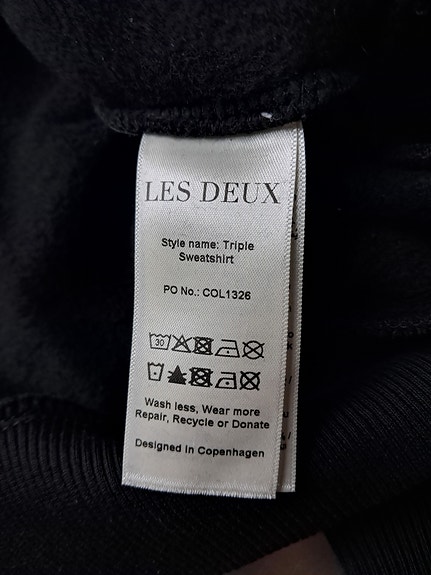 LES DEUX
Style name: Triple
Sweatshirt
PO No.: COL1326
30
Wash less, Wear more
Repair, Recycle or Donate
Designed in Copenhagen